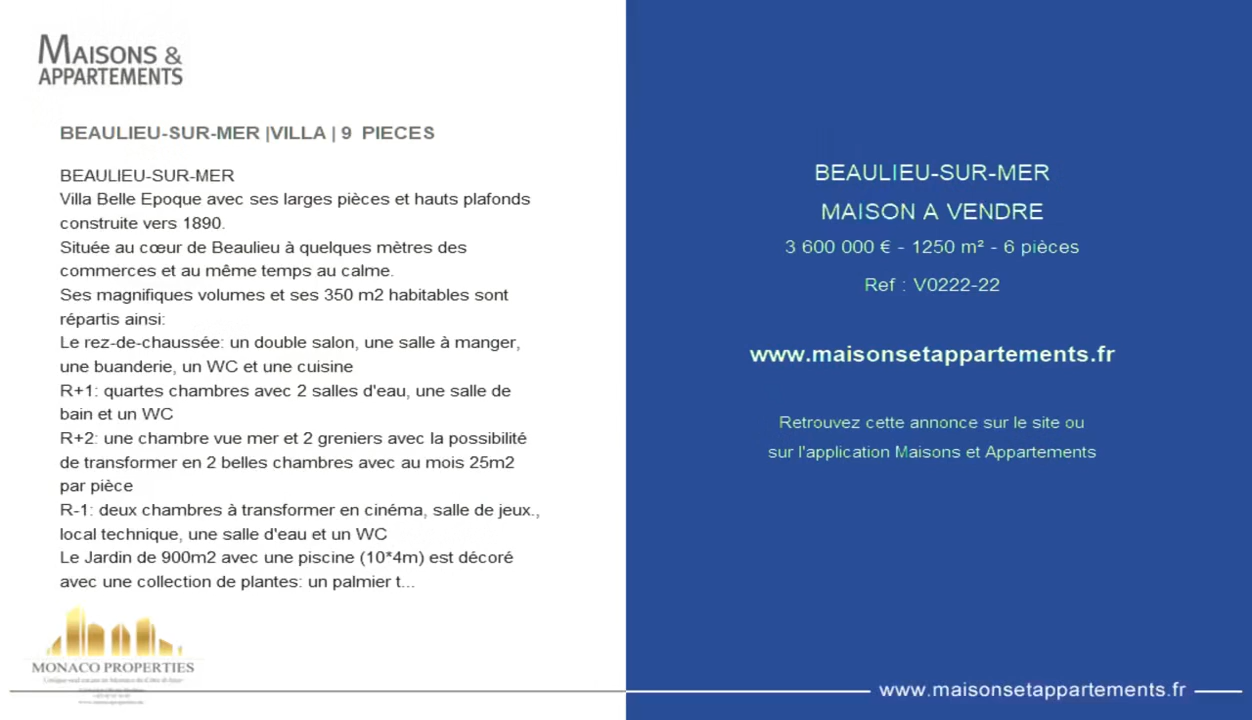 MAISONS &
APPARTEMENTS
BEAULIEU-SUR-MER |VILLA | 9 PIECES
BEAULIEU-SUR-MER
Villa Belle Epoque avec ses larges pièces et hauts plafonds
construite vers 1890.
Située au cœur de Beaulieu à quelques mètres des
commerces et au même temps au calme.
Ses magnifiques volumes et ses 350 m2 habitables sont
répartis ainsi:
Le rez-de-chaussée: un double salon, une salle à manger,
une buanderie, un WC et une cuisine
R+1: quartes chambres avec 2 salles d'eau, une salle de
bain et un WC
R+2: une chambre vue mer et 2 greniers avec la possibilité
de transformer en 2 belles chambres avec au mois 25m2
par pièce
R-1: deux chambres à transformer en cinéma, salle de jeux.,
local technique, une salle d'eau et un WC
Le Jardin de 900m2 avec une piscine (10*4m) est décoré
avec une collection de plantes: un palmier t...
MONACO PROPERTIES
BEAULIEU-SUR-MER
MAISON A VENDRE
3 600 000 € - 1250 m² - 6 pièces
Ref : V0222-22
www.maisonsetappartements.fr
Retrouvez cette annonce sur le site ou
sur l'application Maisons et Appartements
www.maisonsetappartements.fr